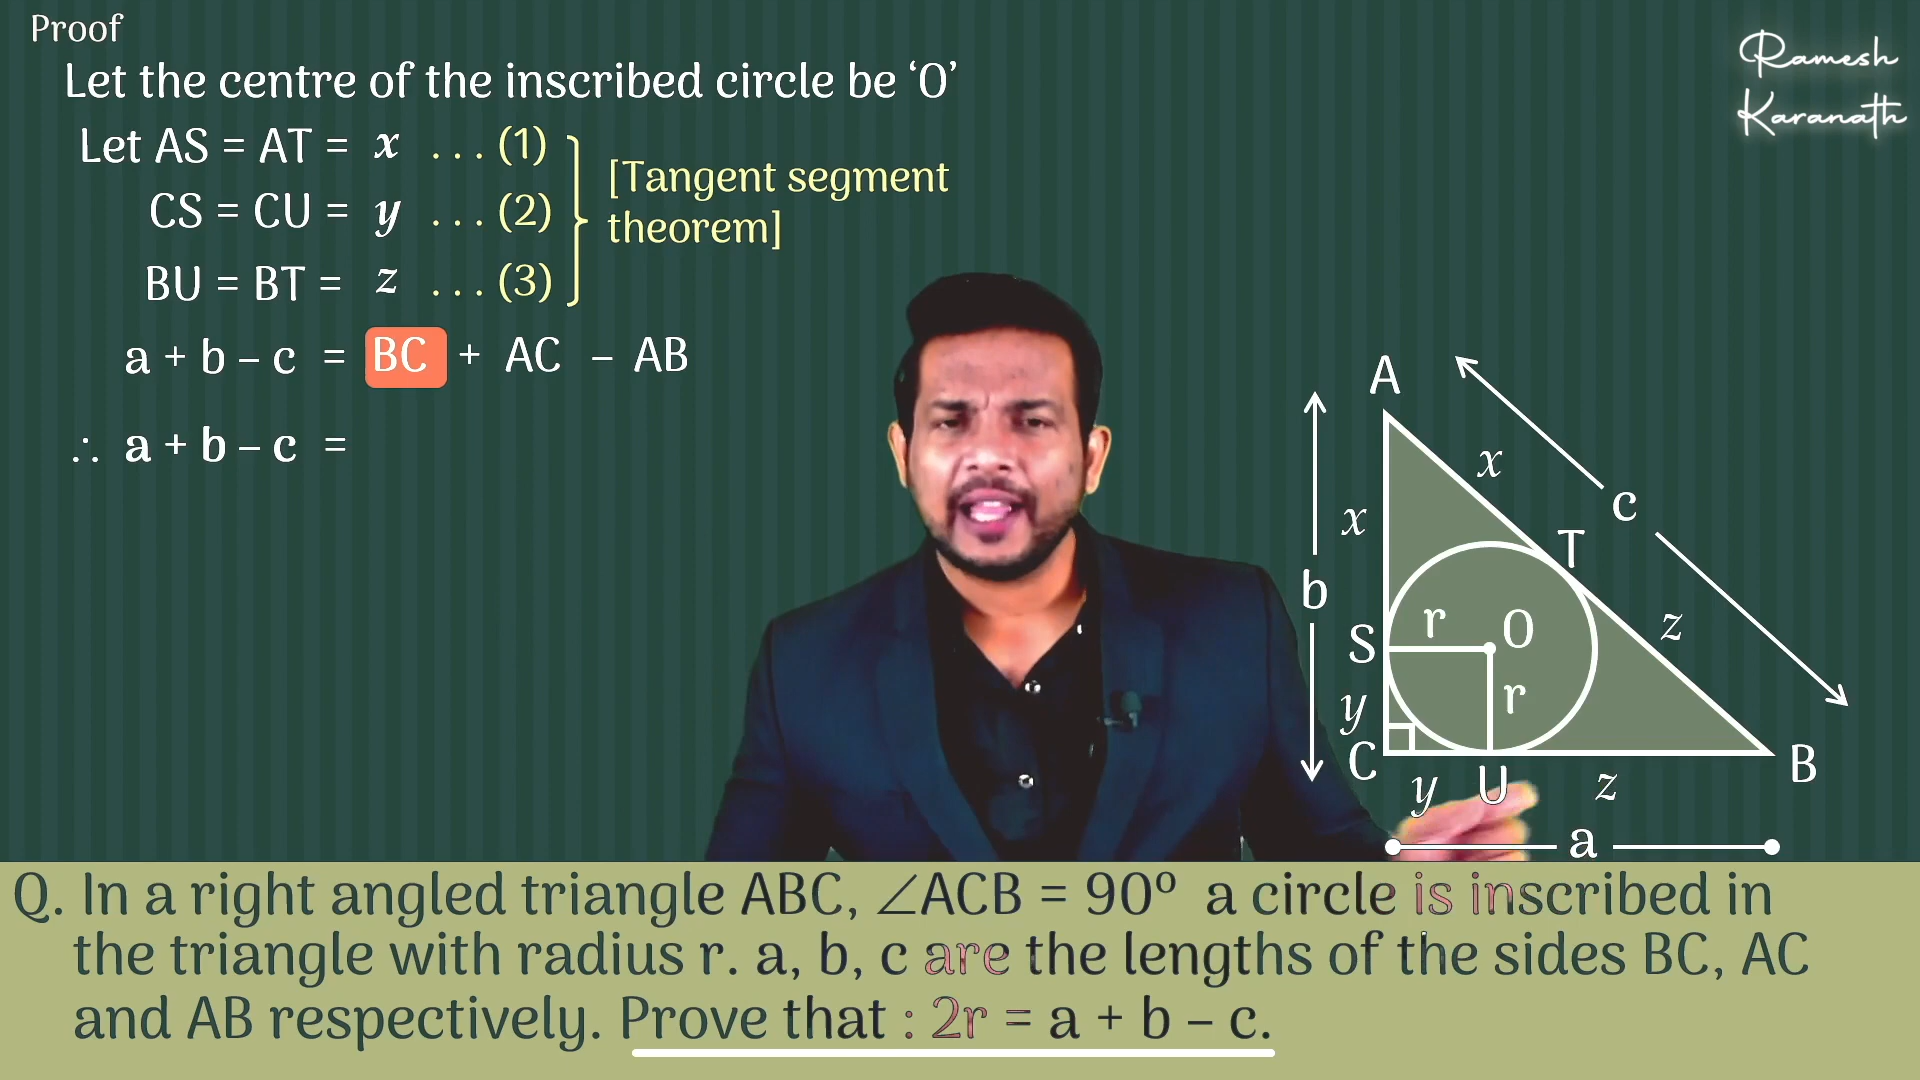 Proof
Ramesh
Karanath
Let the centre of the inscribed circle be ‘O’
Let AS = AT = x . . . (1)
CS = CU = y . . . (2)
BU = BT = z . . . (3)
[Tangent segment
theorem]
a + b – c = BC + AC – AB
∴ a + b – c =
A
x
c
x
T
b
r
O
z
S
r
y
C
B
y
U
z
a
Q. In a right angled triangle ABC, ∠ACB = 90º a circle is inscribed in
the triangle with radius r. a, b, c are the lengths of the sides BC, AC
and AB respectively. Prove that : 2r = a + b – c.